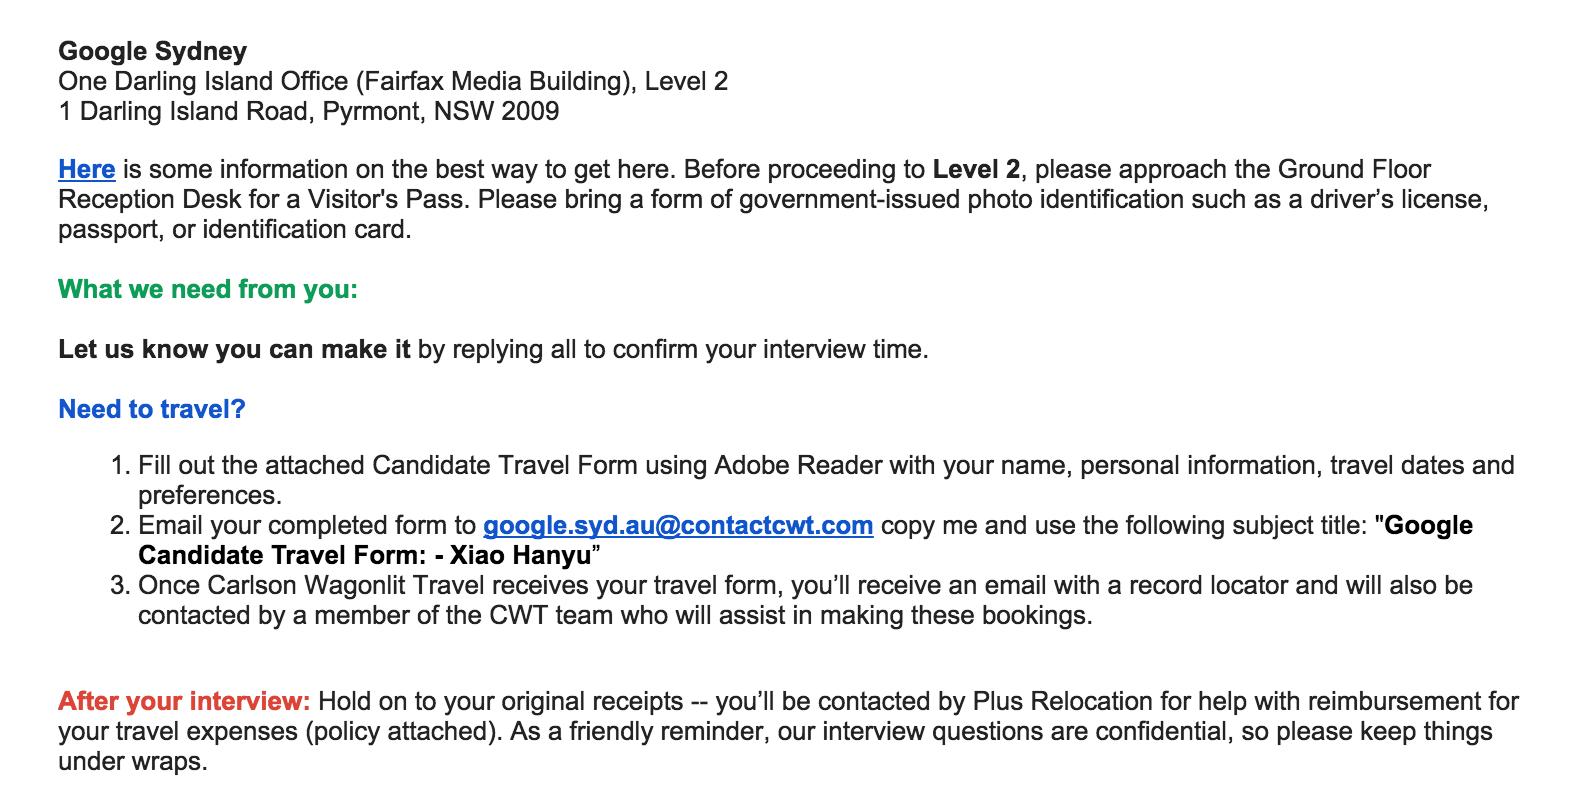 Google Sydney
One Darling Island Office (Fairfax Media Building), Level 2
1 Darling Island Road, Pyrmont, NSW 2009
Here is some information on the best way to get here. Before proceeding to Level 2, please approach the Ground Floor
Reception Desk for a Visitor's Pass. Please bring a form of government-issued photo identification such as a driver’s license,
passport, or identification card.
What we need from you:
Let us know you can make it by replying all to confirm your interview time.
Need to travel?
1. Fill out the attached Candidate Travel Form using Adobe Reader with your name, personal information, travel dates and
preferences.
2. Email your completed form to google.syd.au@contactcwt.com copy me and use the following subject title: "Google
Candidate Travel Form: - Xiao Hanyu”
3. Once Carlson Wagonlit Travel receives your travel form, you’ll receive an email with a record locator and will also be
contacted by a member of the CWT team who will assist in making these bookings.
After your interview: Hold on to your original receipts -- you’ll be contacted by Plus Relocation for help with reimbursement for
your travel expenses (policy attached). As a friendly reminder, our interview questions are confidential, so please keep things
under wraps.